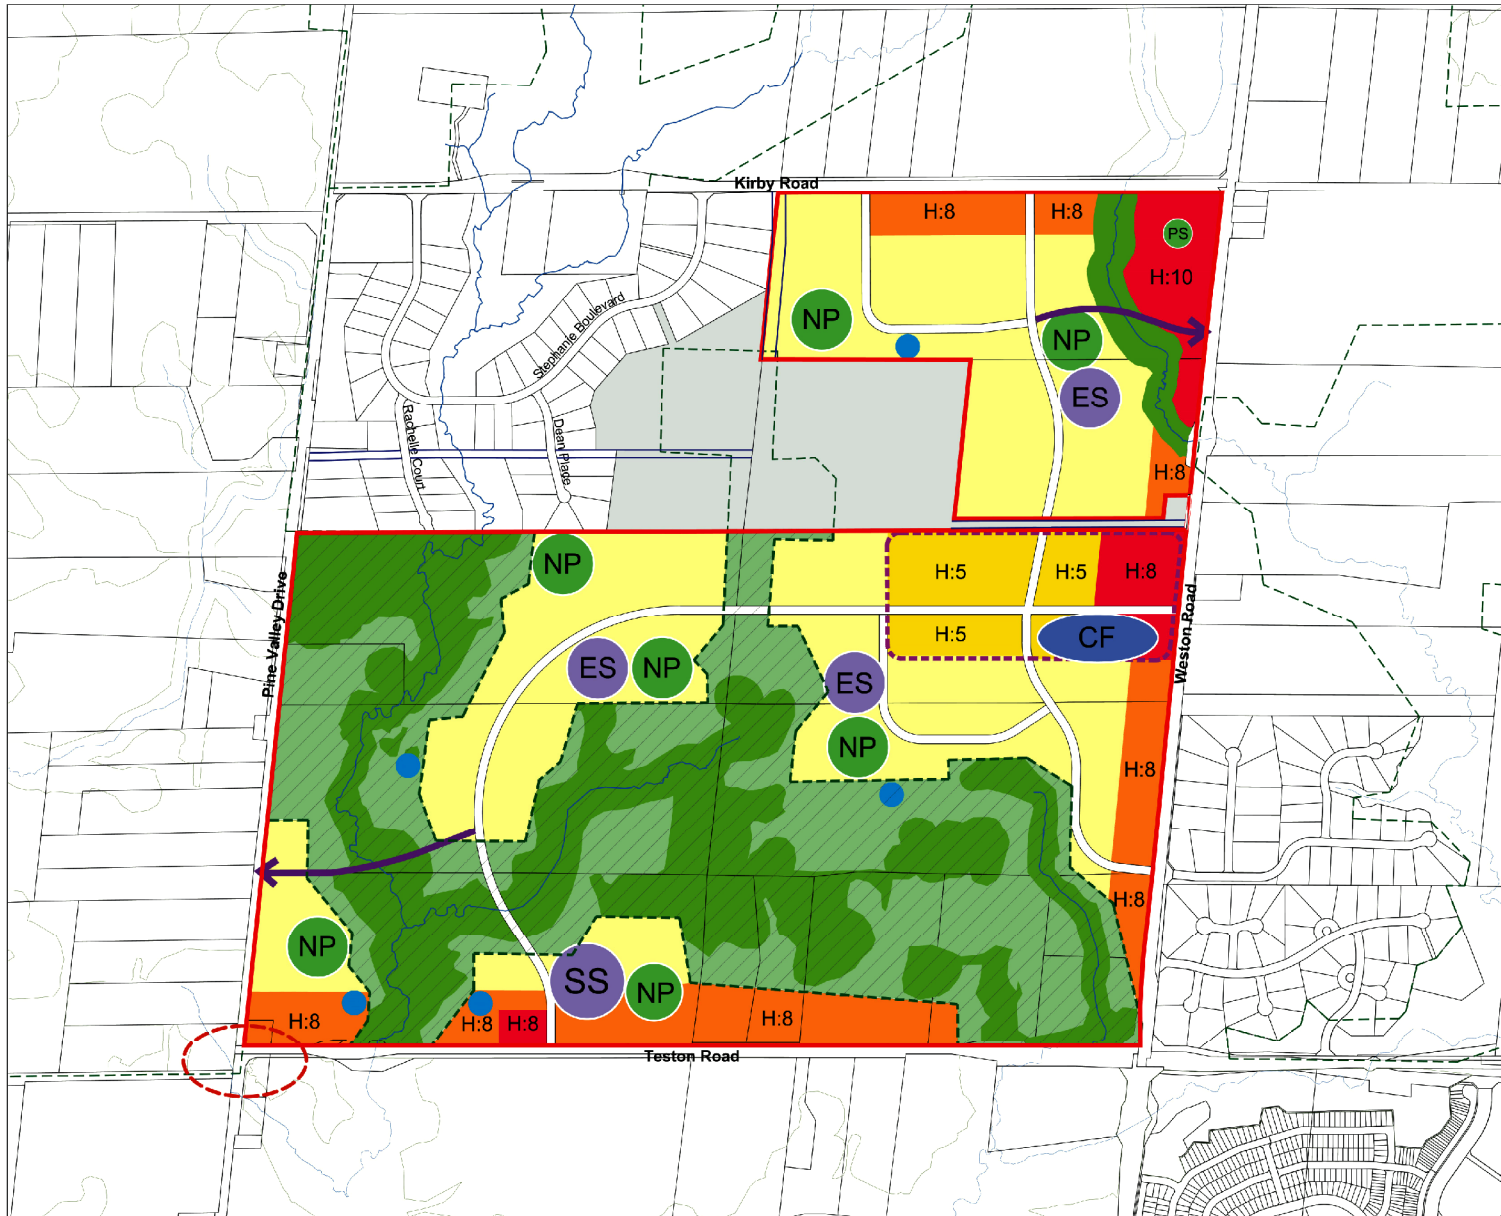 Kirby Road
H:8
H:8
PS
H:10
Stephanie Boulevard
NP
NP
ES
Rachelle Court
Dean Place
H:8
NP
H:5
H:5
H:8
Pine Valley Drive
H:5
CF
Weston Road
ES
NP
ES
NP
H:8
H:8
NP
SS
NP
H:8
H:8
H:8
H:8
Teston Road